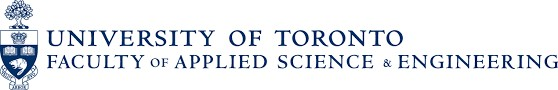 UNIVERSITY OF TORONTO
FACULTY OF APPLIED SCIENCE & ENGINEERING